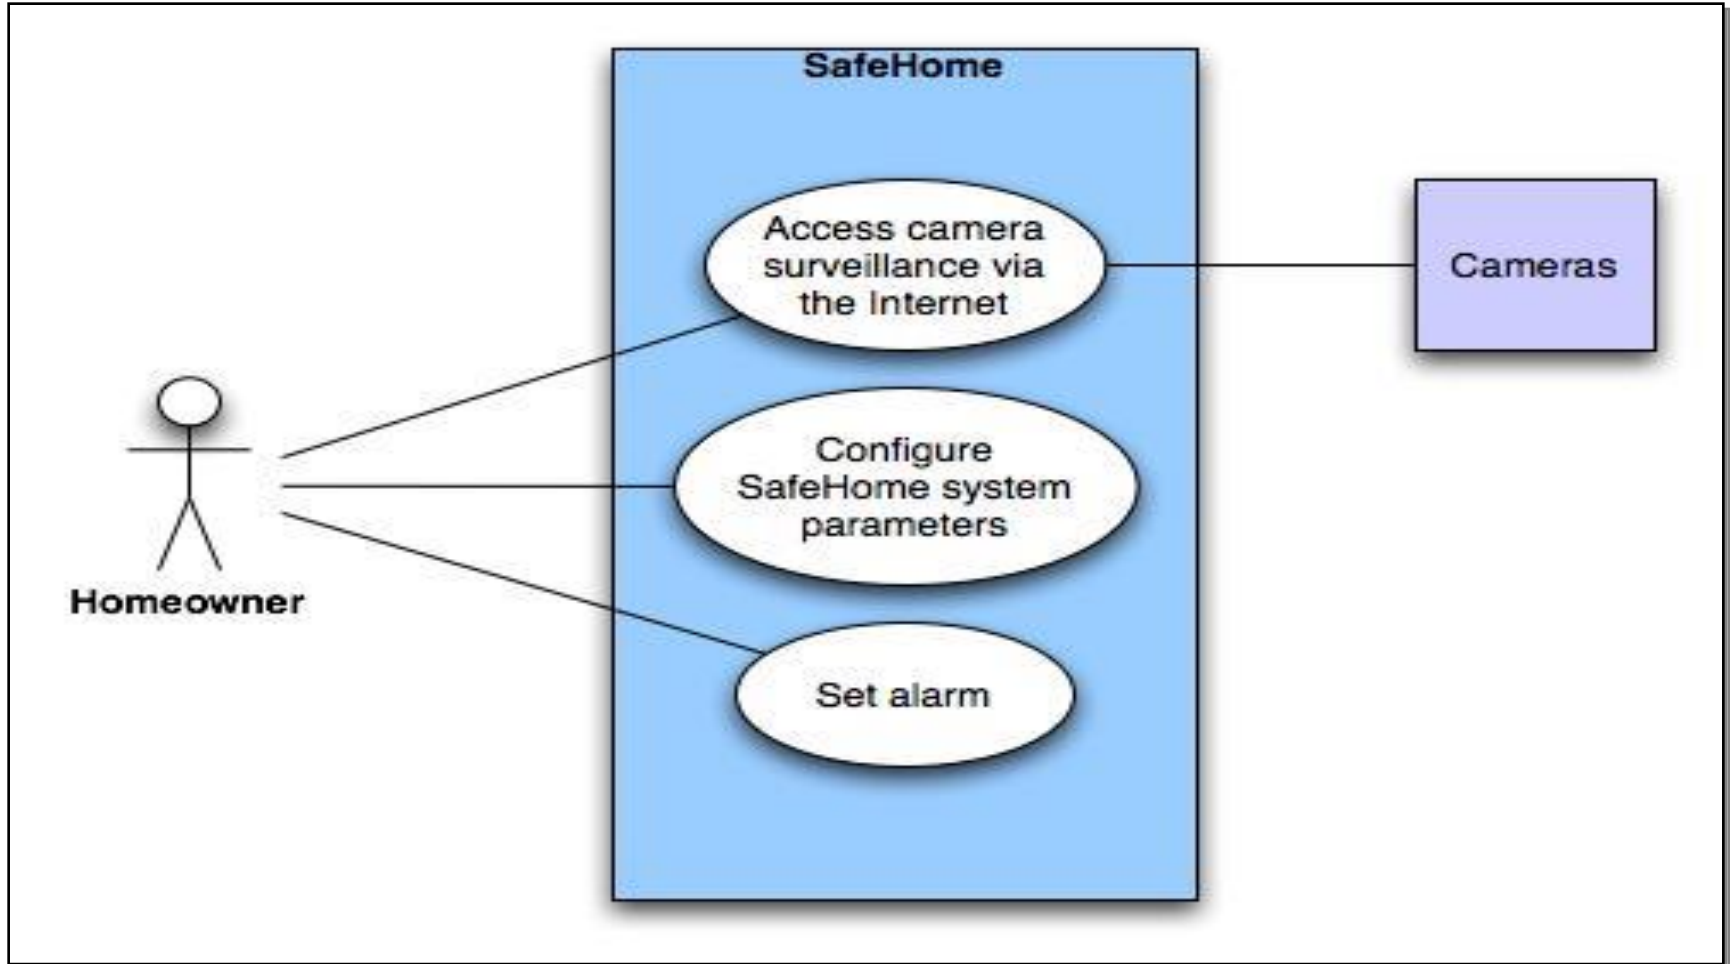 SafeHome
Access camera
surveillance via
the Internet
Cameras
Configure
SafeHome system
parameters
Homeowner
Set alarm